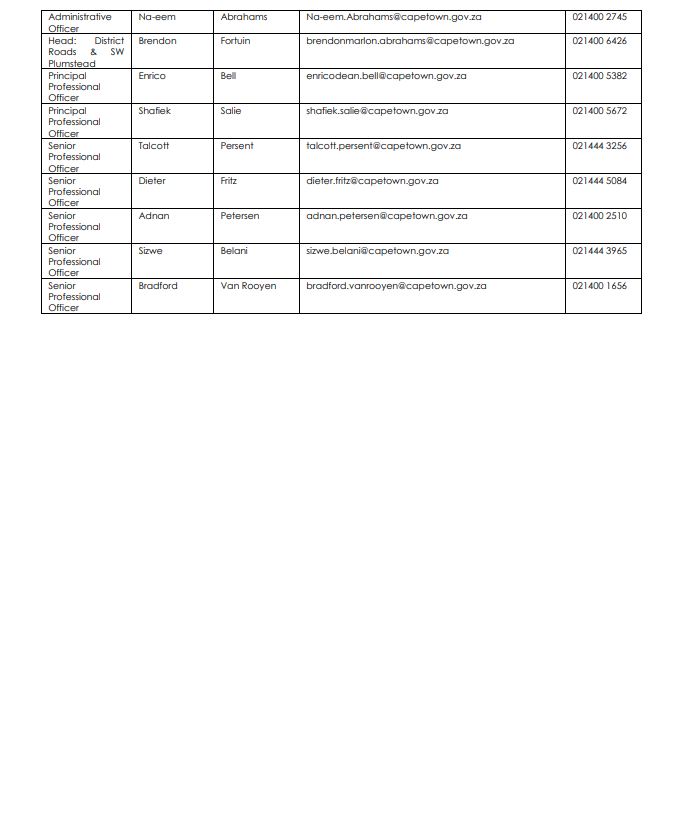 Administrative Na-eem Abrahams Na-eem.Abrahams@capetown.gov.za 021400 2745
Officer
Head: District Brendon Fortuin brendonmarlon.abrahams@capetown.gov.za 021400 6426
Roads & SW
Plumstead
Principal Enrico Bell enricodean.bell@capetown.gov.za 021400 5382
Professional
Officer
Principal Shafiek Salie shafiek.salie@capetown.gov.za 021400 5672
Professional
Officer
Senior Talcott Persent talcott.persent@capetown.gov.za 021444 3256
Professional
Officer
Senior Dieter Fritz dieter.fritz@capetown.gov.za 021444 5084
Professional
Officer
Senior Adnan Petersen adnan.petersen@capetown.gov.za 021400 2510
Professional
Officer
Senior Sizwe Belani sizwe.belani@capetown.gov.za 021444 3965
Professional
Officer
Senior Bradford Van Rooyen bradford.vanrooyen@capetown.gov.za 021400 1656
Professional
Officer